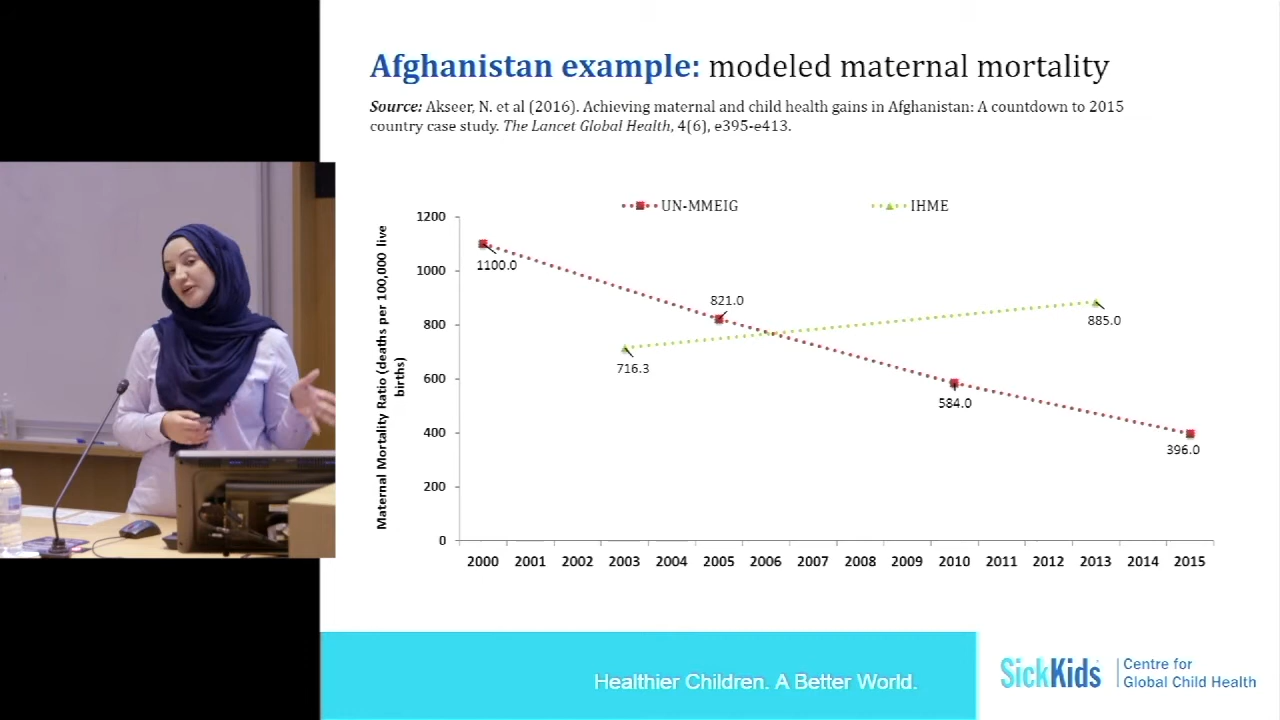 Afghanistan example: modeled maternal mortality
Source: Akseer, N. et al (2016). Achieving maternal and child health gains in Afghanistan: A countdown to 2015
country case study. The Lancet Global Health, 4(6), e395-e413.
UN-MMEIG
IHME
Maternal Mortality Ratio (deaths per 100,000 live
births)
1200
1000
800
600
400
200
0
1100.0
821.0
716.3
885.0
584.0
396.0
2000 2001 2002 2003 2004 2005 2006 2007 2008 2009 2010 2011 2012 2013 2014 2015
Healthier Children. A Better World.
SickKids
Centre for
Global Child Health